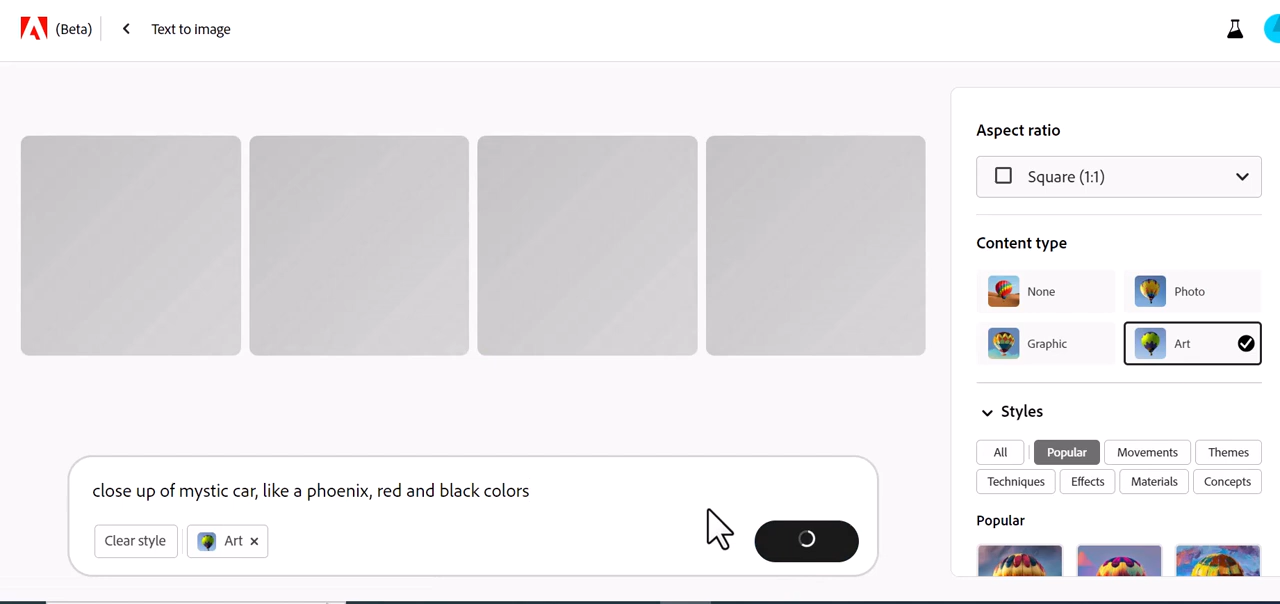 (Beta) Text to image
Aspect ratio
Square (1:1)
Content type
None Photo
Graphic Art
Styles
All Popular Movements Themes
Techniques Effects Materials Concepts
Popular
close up of mystic car, like a phoenix, red and black colors
Clear style Art